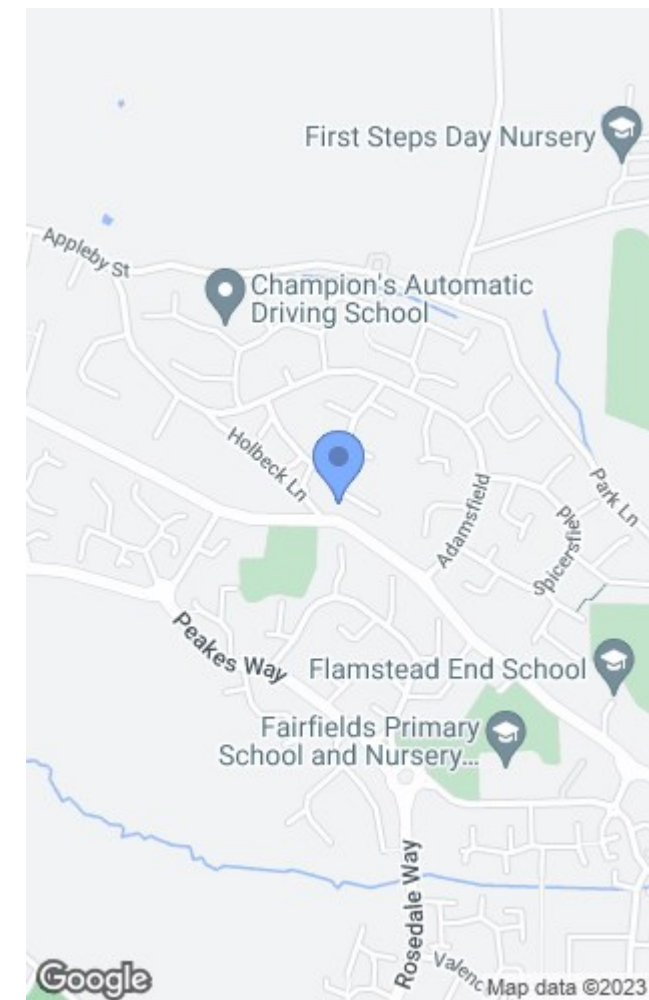 First Steps Day Nursery
Appleby St
Champion's Automatic
Driving School
Holbeck Ln
Park Ln
Adamsfield
Spicersfield
Peakes Way
Flamstead End School
Fairfields Primary
School and Nursery...
Rosedale Way
Valenc
Google
Map data ©2023